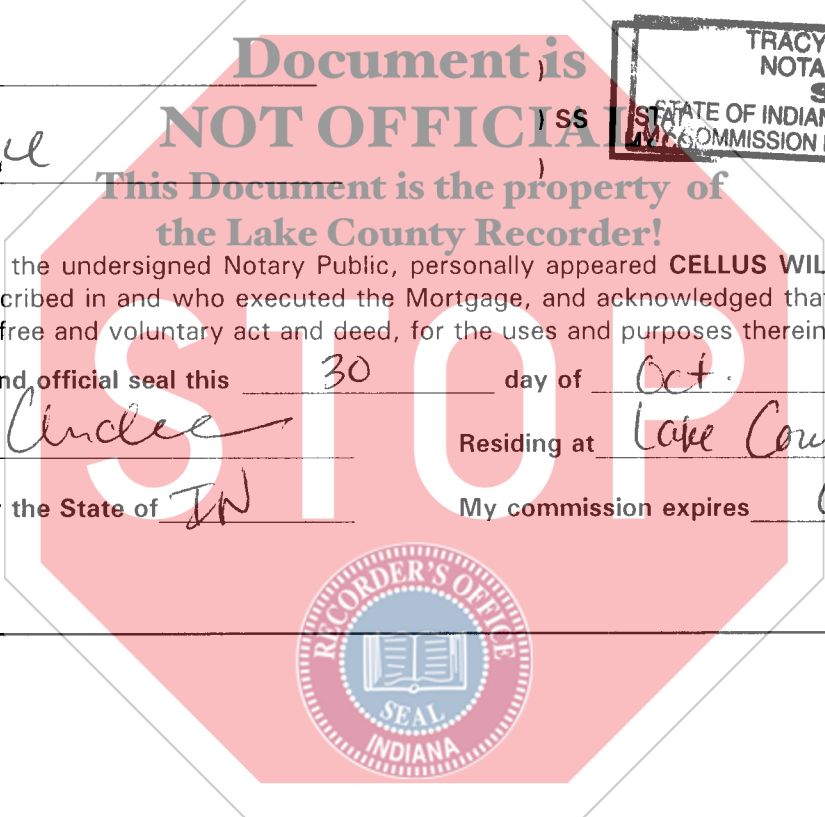 Document is
NOT OFFICIAL
This Document is the property of
the Lake County Recorder!
TRACY
NOTA
S
STATE OF INDIAN
COMMISSION
)
) SS
)
the undersigned Notary Public, personally appeared CELLUS WIL
cribed in and who executed the Mortgage, and acknowledged tha
free and voluntary act and deed, for the uses and purposes therein
nd official seal this 30 day of Oct.
Residing at Lake Cou
r the State of IN My commission expires
STOP
RECORDER'S OFFICE
SEAL
INDIANA